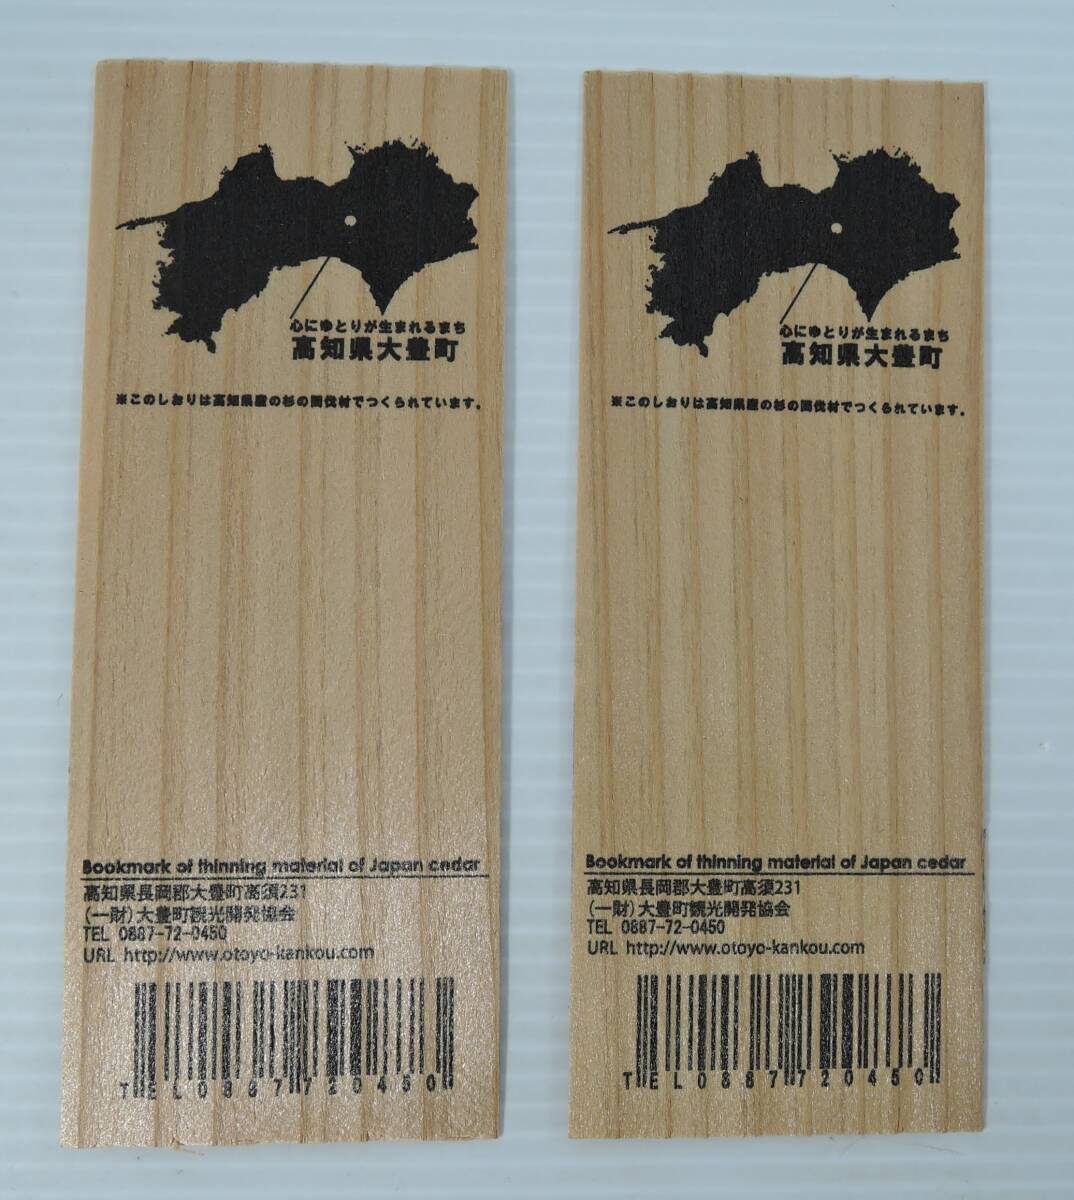 心にゆとりが生まれるまち
高知県大豊町
※このしおりは高知県産の杉の間伐材でつくられています。
Bookmark of thinning material of Japan cedar
高知県長岡郡大豊町高須231
(一財)大豊町観光開発協会
TEL 0887-72-0450
URL http://www.otoyo-kankou.com
TEL0887720450
心にゆとりが生まれるまち
高知県大豊町
※このしおりは高知県産の杉の間伐材でつくられています。
Bookmark of thinning material of Japan cedar
高知県長岡郡大豊町高須231
(一財)大豊町観光開発協会
TEL 0887-72-0450
URL http://www.otoyo-kankou.com
TEL0887720450